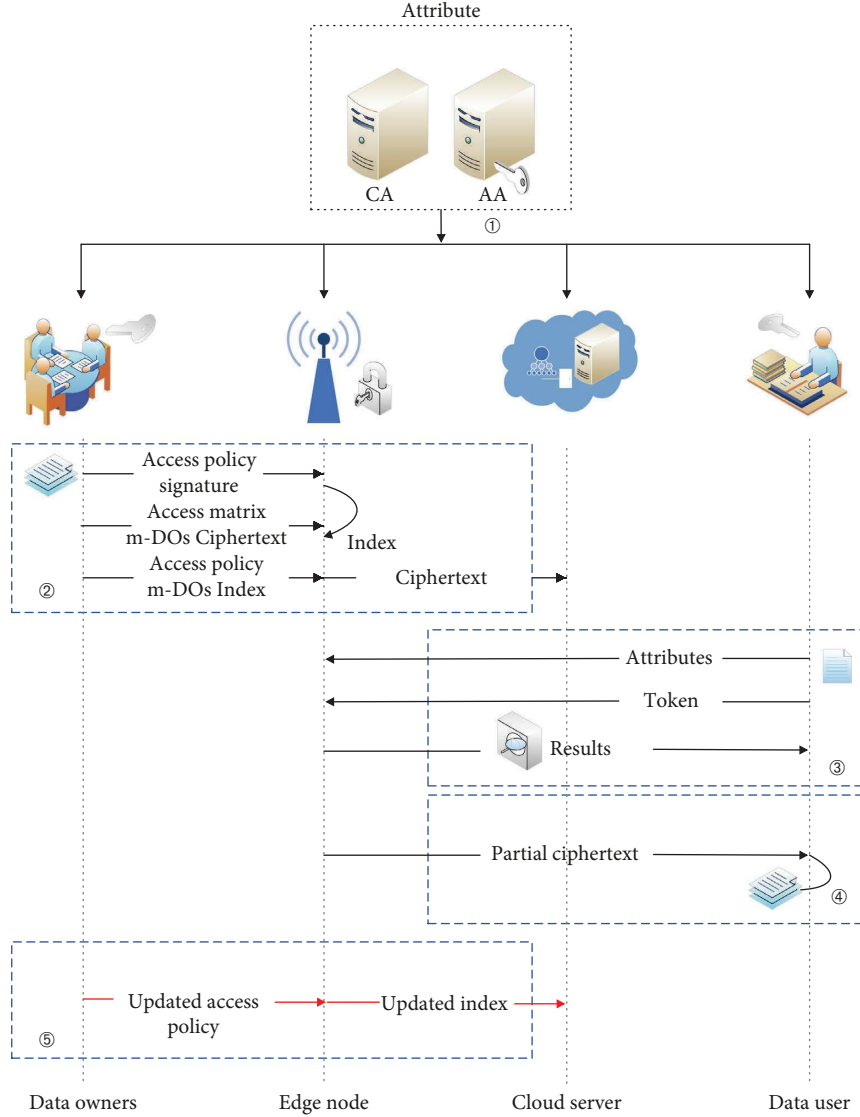 Attribute
CA
AA
①
Access policy
signature
Access matrix
m-DOs Ciphertext
Index
Access policy
m-DOs Index
Ciphertext
②
Attributes
Token
Results
③
Partial ciphertext
④
Updated access
policy
Updated index
⑤
Data owners
Edge node
Cloud server
Data user